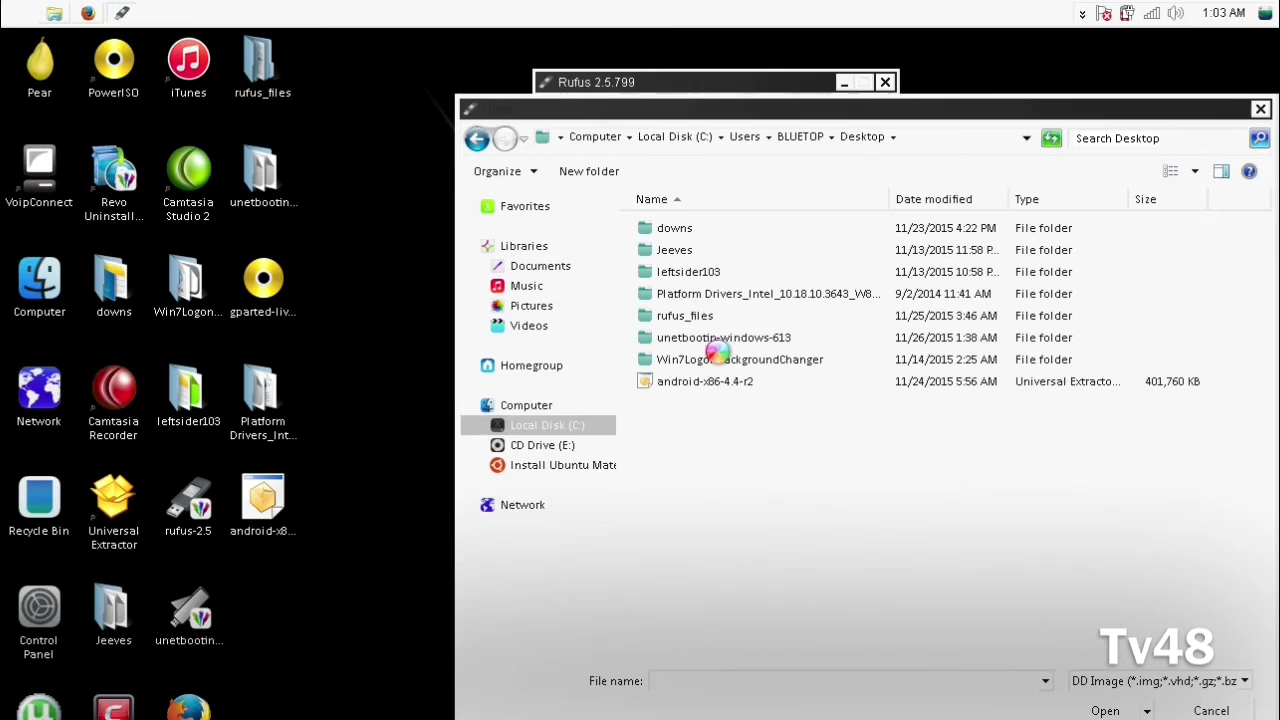 1:03 AM
Pear
PowerISO
iTunes
rufus_files
Rufus 2.5.799
Computer
Local Disk (C:)
Users
BLUETOP
Desktop
Search Desktop
Organize
New folder
Name
Date modified
Type
Size
VoipConnect
Revo
Uninstall...
Camtasia
Studio 2
unetbootin...
Favorites
Libraries
Documents
Music
Pictures
Videos
Homegroup
Computer
Local Disk (C:)
CD Drive (E:)
Install Ubuntu Mate
Network
downs 11/23/2015 4:22 PM File folder
Jeeves 11/13/2015 11:58 P... File folder
leftsider103 11/13/2015 10:58 P... File folder
Platform Drivers_Intel_10.18.10.3643_W8... 9/2/2014 11:41 AM File folder
rufus_files 11/25/2015 3:46 AM File folder
unetbootin-windows-613 11/26/2015 1:38 AM File folder
11/14/2015 2:25 AM File folder
android-x86-4.4-r2 11/24/2015 5:56 AM Universal Extracto... 401,760 KB
Computer
downs
Win7Logon...
gparted-liv...
Network
Camtasia
Recorder
leftsider103
Platform
Drivers_Int...
Recycle Bin
Universal
Extractor
rufus-2.5
android-x8...
Control
Panel
Jeeves
unetbootin...
Tv48
File name:
DD Image (*.img;*.vhd;*.gz;*.bz
Open
Cancel